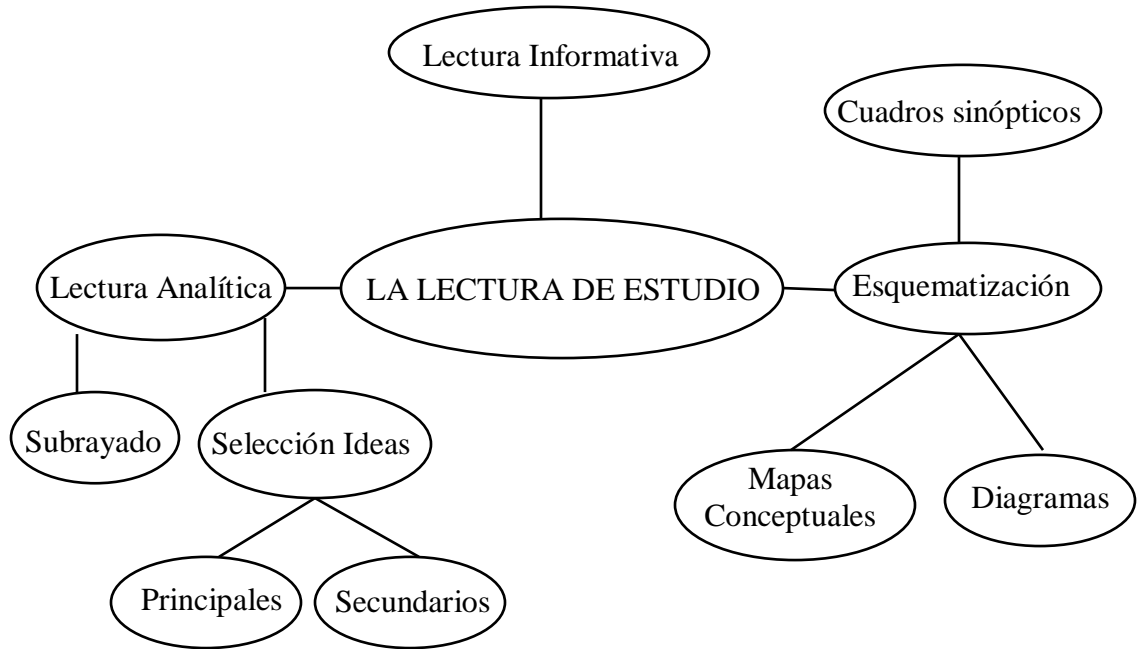 Lectura Informativa
Cuadros sinópticos
Lectura Analítica
LA LECTURA DE ESTUDIO
Esquematización
Subrayado
Selección Ideas
Mapas
Conceptuales
Diagramas
Principales
Secundarios